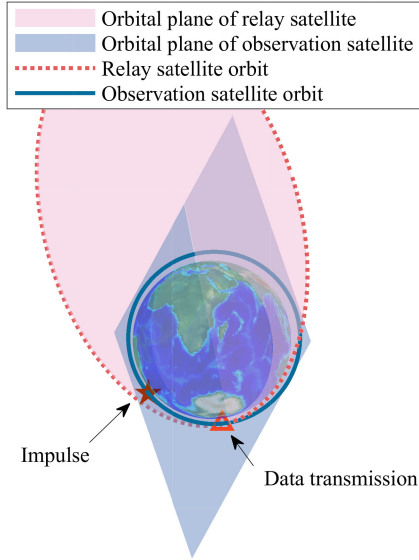 Orbital plane of relay satellite
Orbital plane of observation satellite
Relay satellite orbit
Observation satellite orbit
Impulse
Data transmission